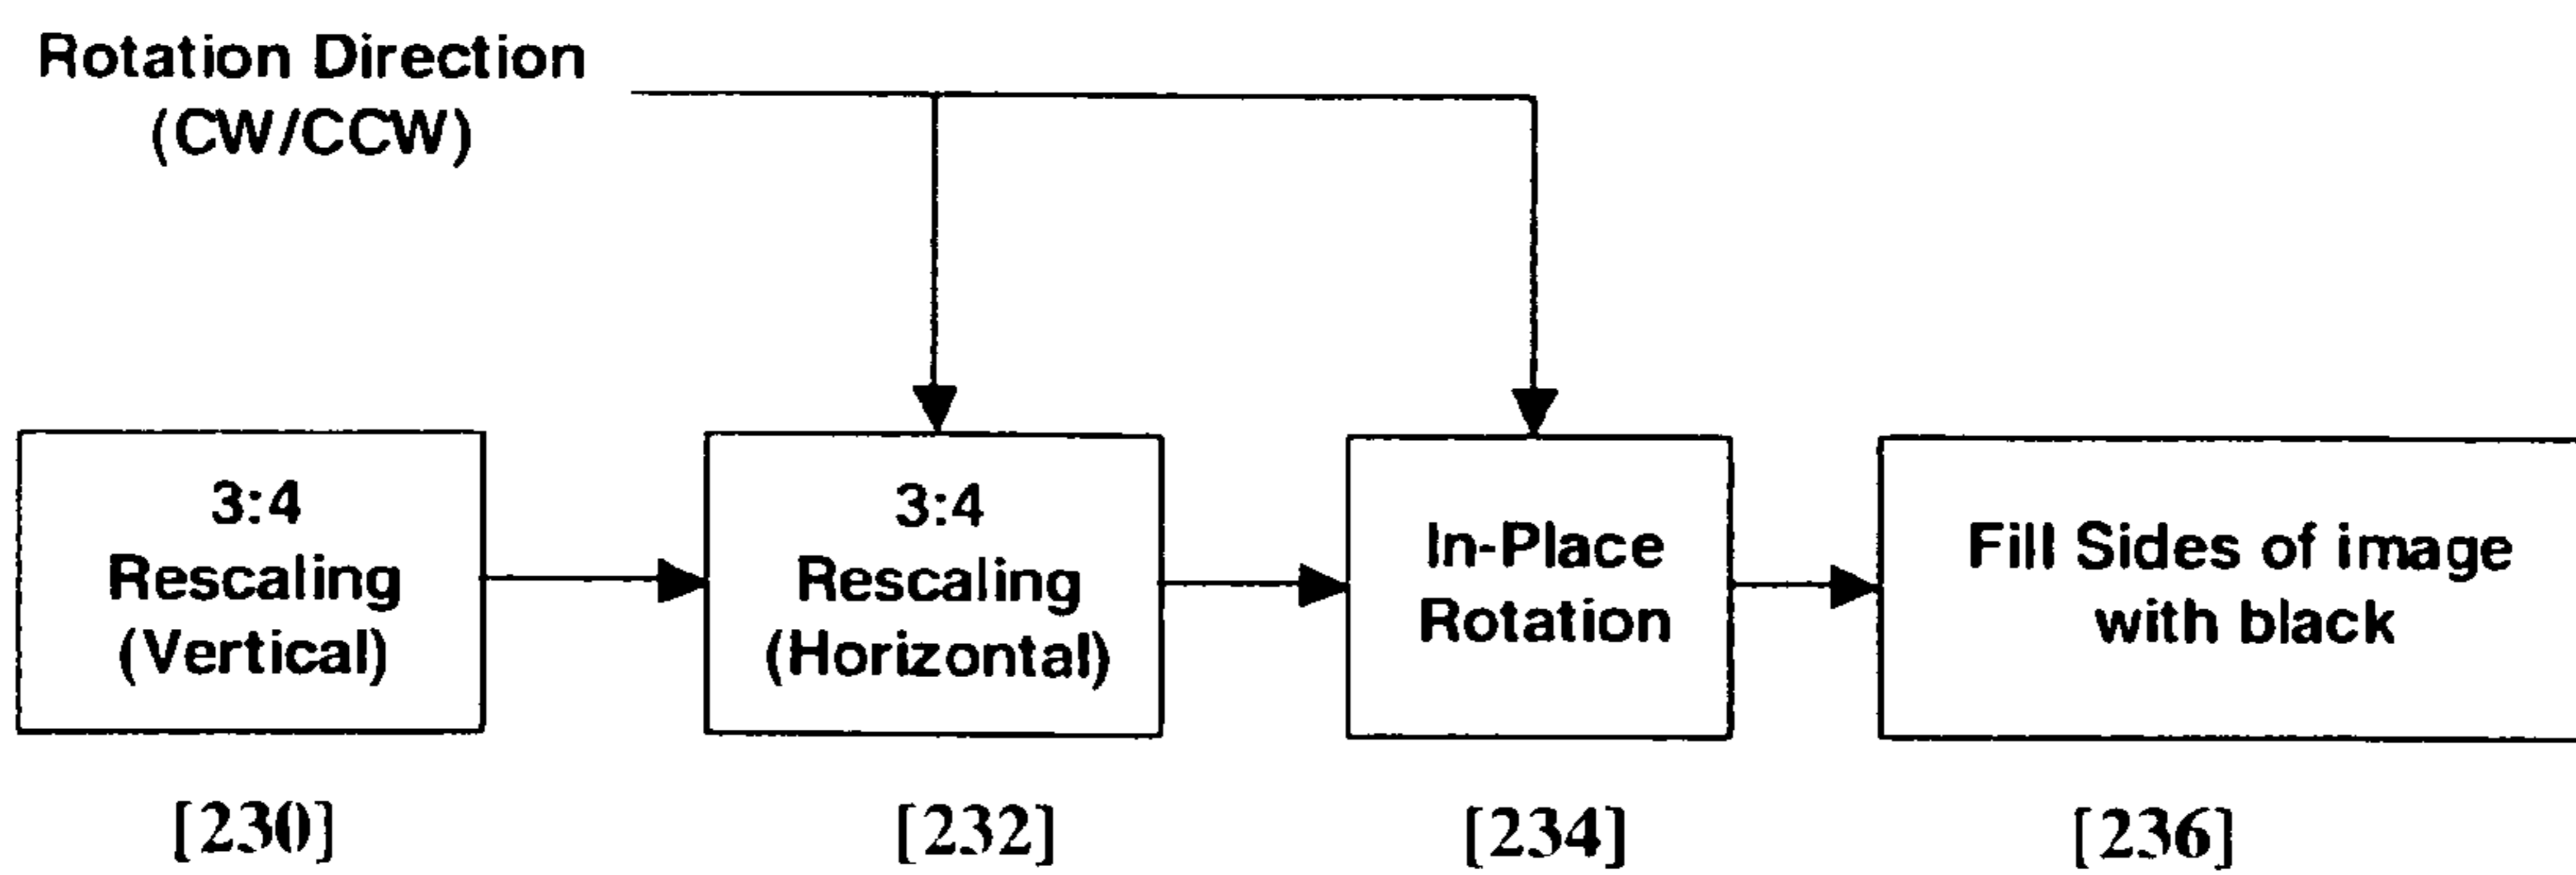 Rotation Direction
(CW/CCW)
3:4
Rescaling
(Vertical)
3:4
Rescaling
(Horizontal)
In-Place
Rotation
Fill Sides of image
with black
[230]
[232]
[234]
[236]